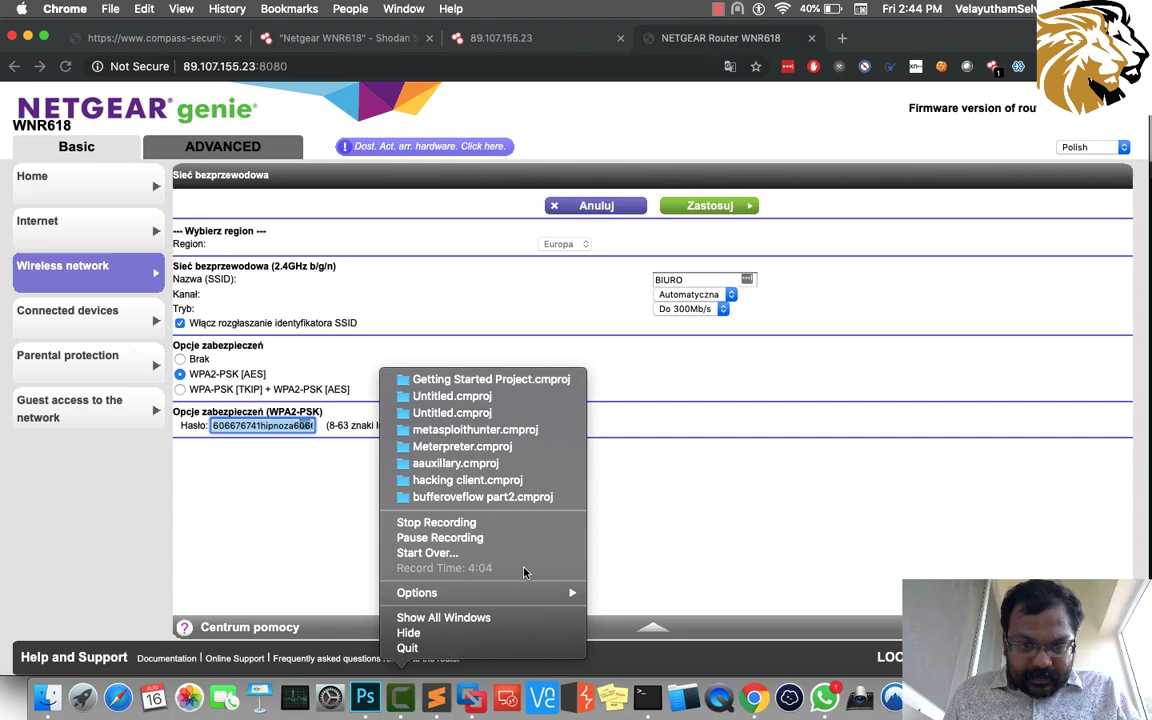 Chrome File Edit View History Bookmarks People Window Help 40% Fri 2:44 PM VelayuthamSel
https://www.compass-security "Netgear WNR618" - Shodan S 89.107.155.23 NETGEAR Router WNR618
Not Secure 89.107.155.23:8080
NETGEAR genie
WNR618
Firmware version of rou
Basic ADVANCED Dost. Act. arr. hardware. Click here. Polish
Home
Internet
Wireless network
Connected devices
Parental protection
Guest access to the
network
Sieć bezprzewodowa
Anuluj Zastosuj
--- Wybierz region ---
Region: Europa
Sieć bezprzewodowa (2.4GHz b/g/n)
Nazwa (SSID): BIURO
Kanał: Automatyczna
Tryb: Do 300Mb/s
Włącz rozgłaszanie identyfikatora SSID
Opcje zabezpieczeń
Brak
WPA2-PSK [AES]
WPA-PSK [TKIP] + WPA2-PSK [AES]
Opcje zabezpieczeń (WPA2-PSK)
Hasło: 606676741hipnoza606 (8-63 znaki l
Getting Started Project.cmproj
Untitled.cmproj
Untitled.cmproj
metasploithunter.cmproj
Meterpreter.cmproj
aauxillary.cmproj
hacking client.cmproj
bufferoveflow part2.cmproj
Stop Recording
Pause Recording
Start Over...
Record Time: 4:04
Options
Show All Windows
Hide
Quit
Centrum pomocy
Help and Support Documentation | Online Support | Frequently asked questions LOO
AUG
16
Ps
VE
1